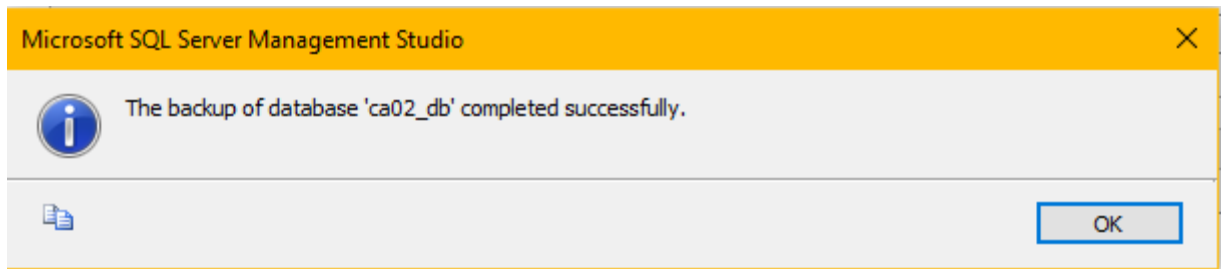 Microsoft SQL Server Management Studio
The backup of database 'ca02_db' completed successfully.
OK